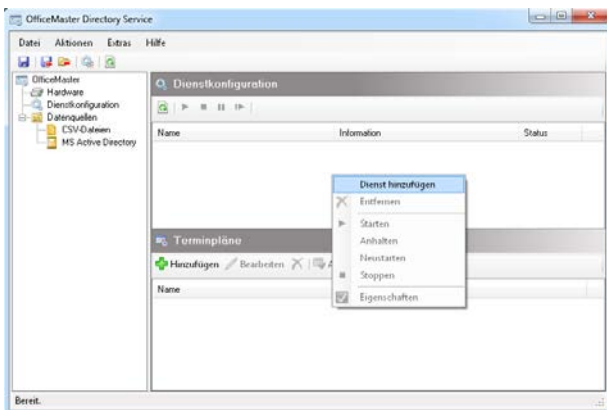 OfficeMaster Directory Service
Datei Aktionen Extras Hilfe
OfficeMaster
Hardware
Dienstkonfiguration
Datenquellen
CSV-Dateien
MS Active Directory
Dienstkonfiguration
Name Information Status
Dienst hinzufügen
Entfernen
Starten
Anhalten
Neustarten
Stoppen
Eigenschaften
Terminpläne
Hinzufügen Bearbeiten A
Name
Bereit.